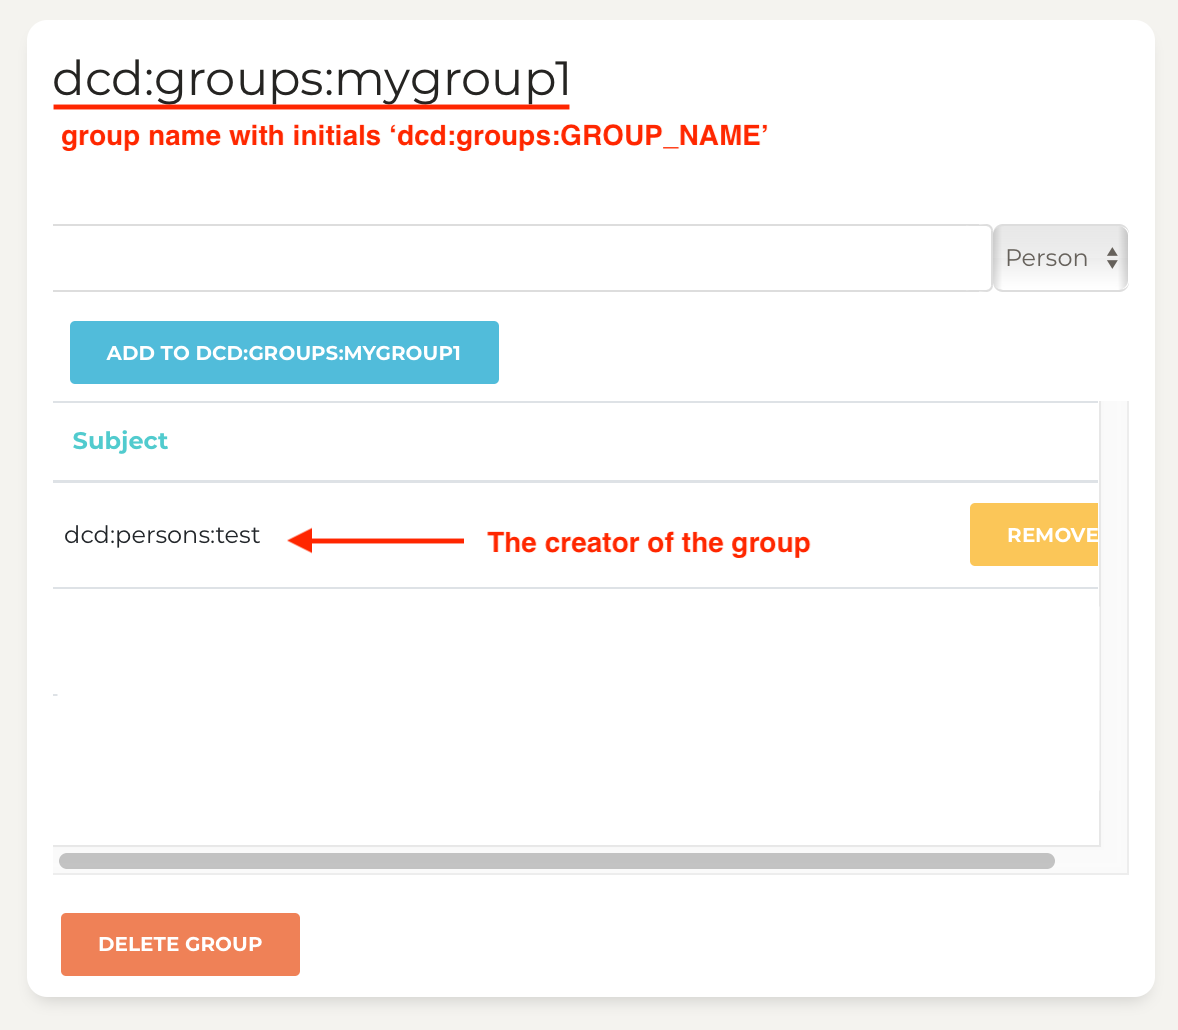 dcd:groups:mygroup1
group name with initials ‘dcd:groups:GROUP_NAME’
Person
ADD TO DCD:GROUPS:MYGROUP1
Subject
dcd:persons:test
The creator of the group
REMOVE
DELETE GROUP